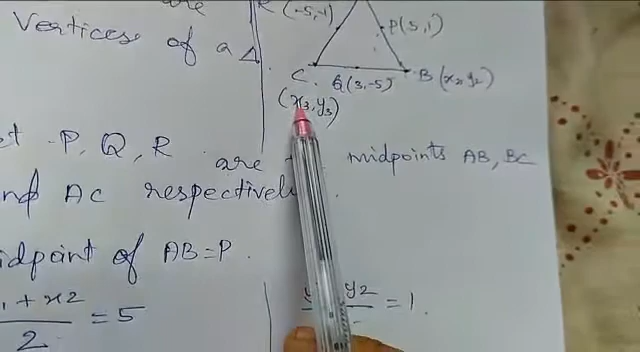 are R (-5,-1)
Vertices of a △. P(5,1)
C. Q(3,-5) B (x2,y2)
(x3,y3)
P, Q, R are midpoints AB, BC
AC respectively.
midpoint of AB=P.
+ x2 / 2 = 5
y2 = 1.